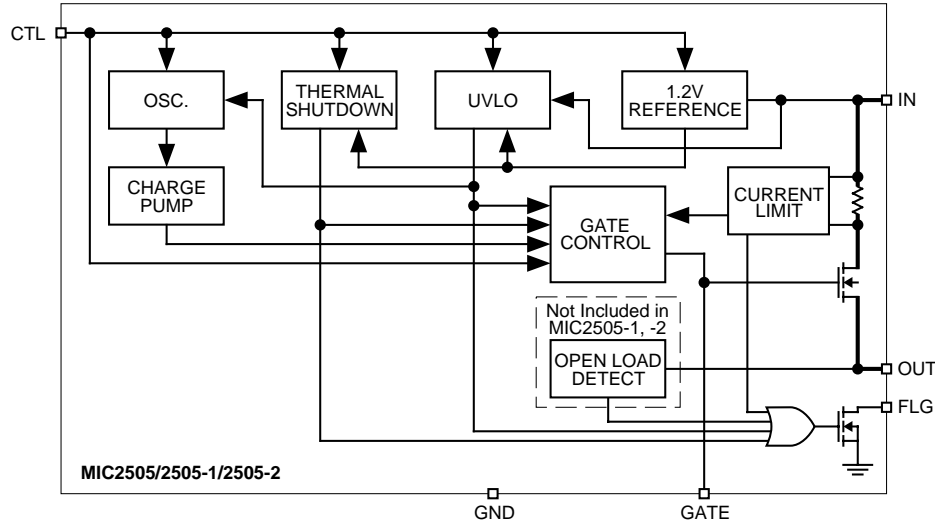 CTL
OSC.
THERMAL
SHUTDOWN
UVLO
1.2V
REFERENCE
IN
CHARGE
PUMP
GATE
CONTROL
CURRENT
LIMIT
Not Included in
MIC2505-1, -2
OPEN LOAD
DETECT
OUT
FLG
MIC2505/2505-1/2505-2
GND
GATE